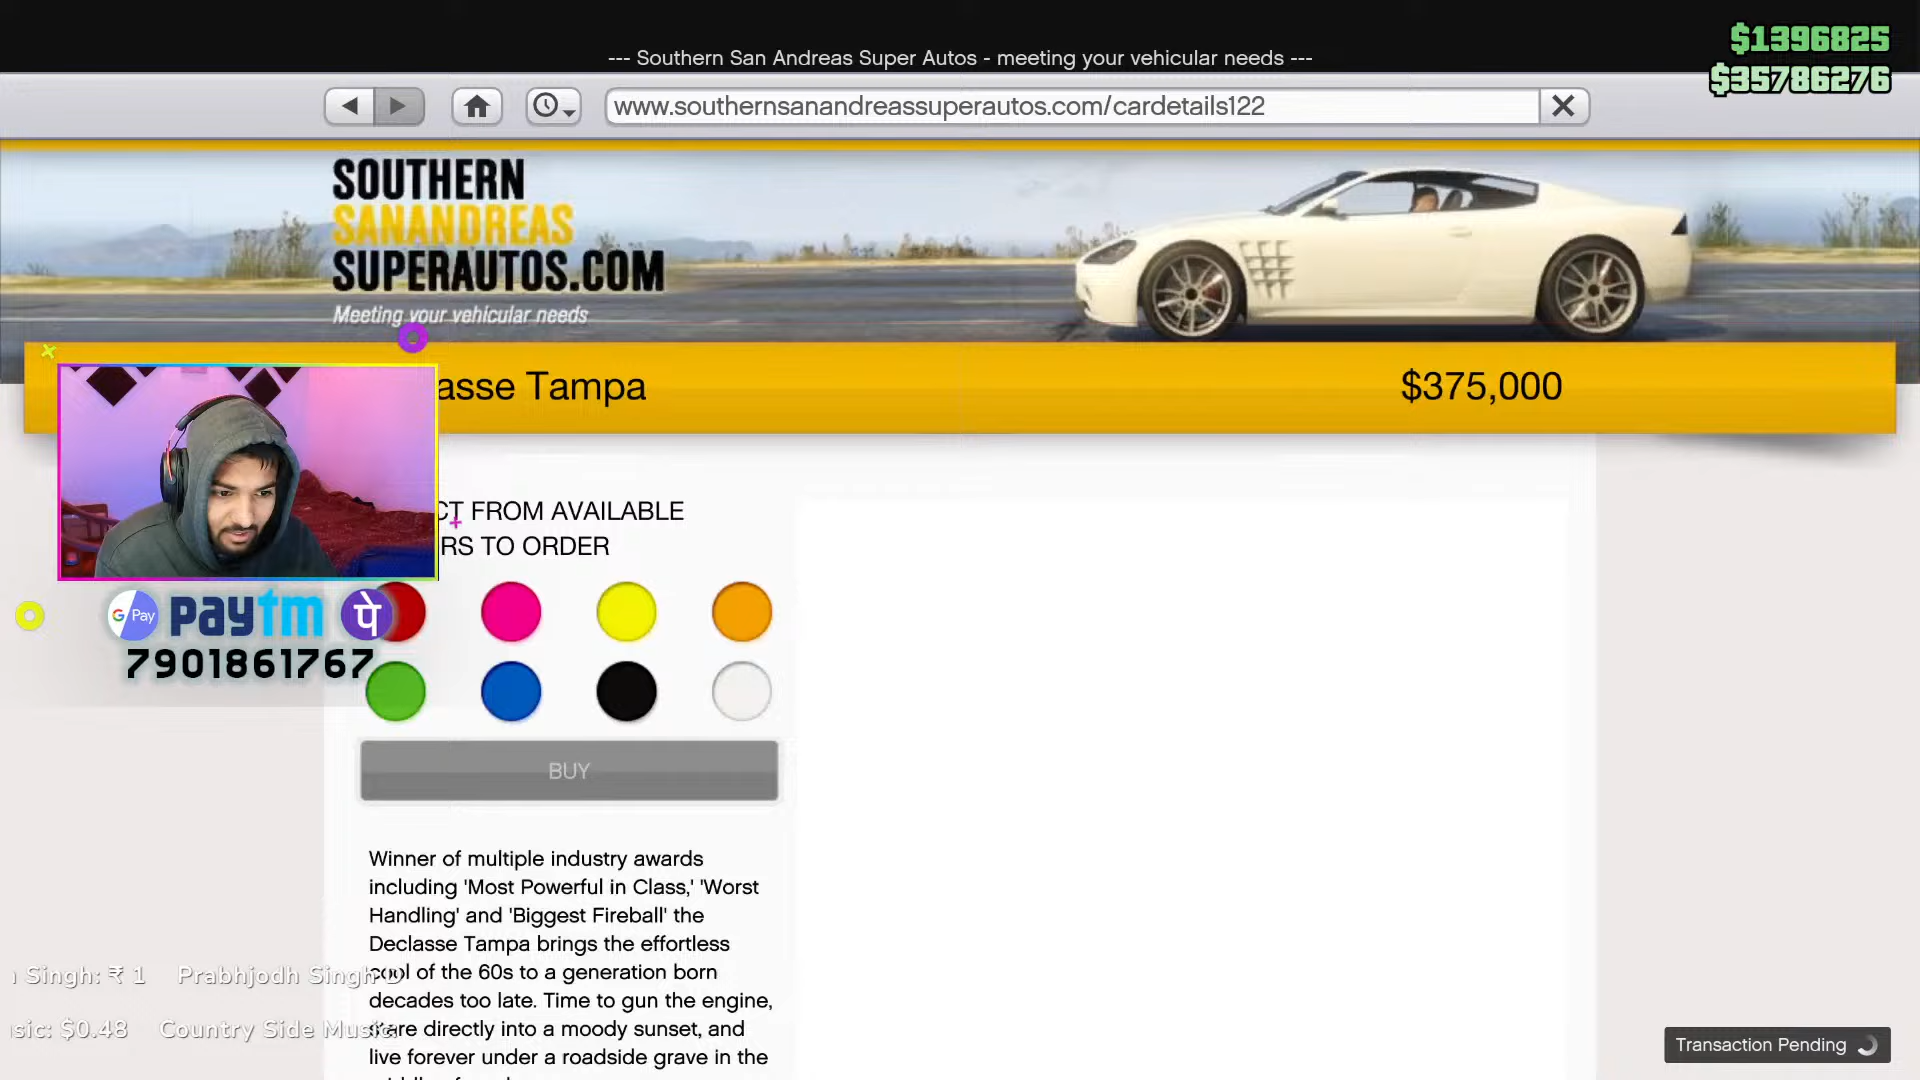 --- Southern San Andreas Super Autos - meeting your vehicular needs ---
$1396825
$35786276
www.southernsanandreassuperautos.com/cardetails122
SOUTHERN
SANANDREAS
SUPERAUTOS.COM
Meeting your vehicular needs
asse Tampa
$375,000
CT FROM AVAILABLE
RS TO ORDER
G Pay paytm पे
7901861767
BUY
Winner of multiple industry awards
including 'Most Powerful in Class,' 'Worst
Handling' and 'Biggest Fireball' the
Declasse Tampa brings the effortless
cool of the 60s to a generation born
decades too late. Time to gun the engine,
stare directly into a moody sunset, and
live forever under a roadside grave in the
Singh: ₹ 1 Prabhjodh Singh D
sic: $0.48 Country Side Music:
Transaction Pending